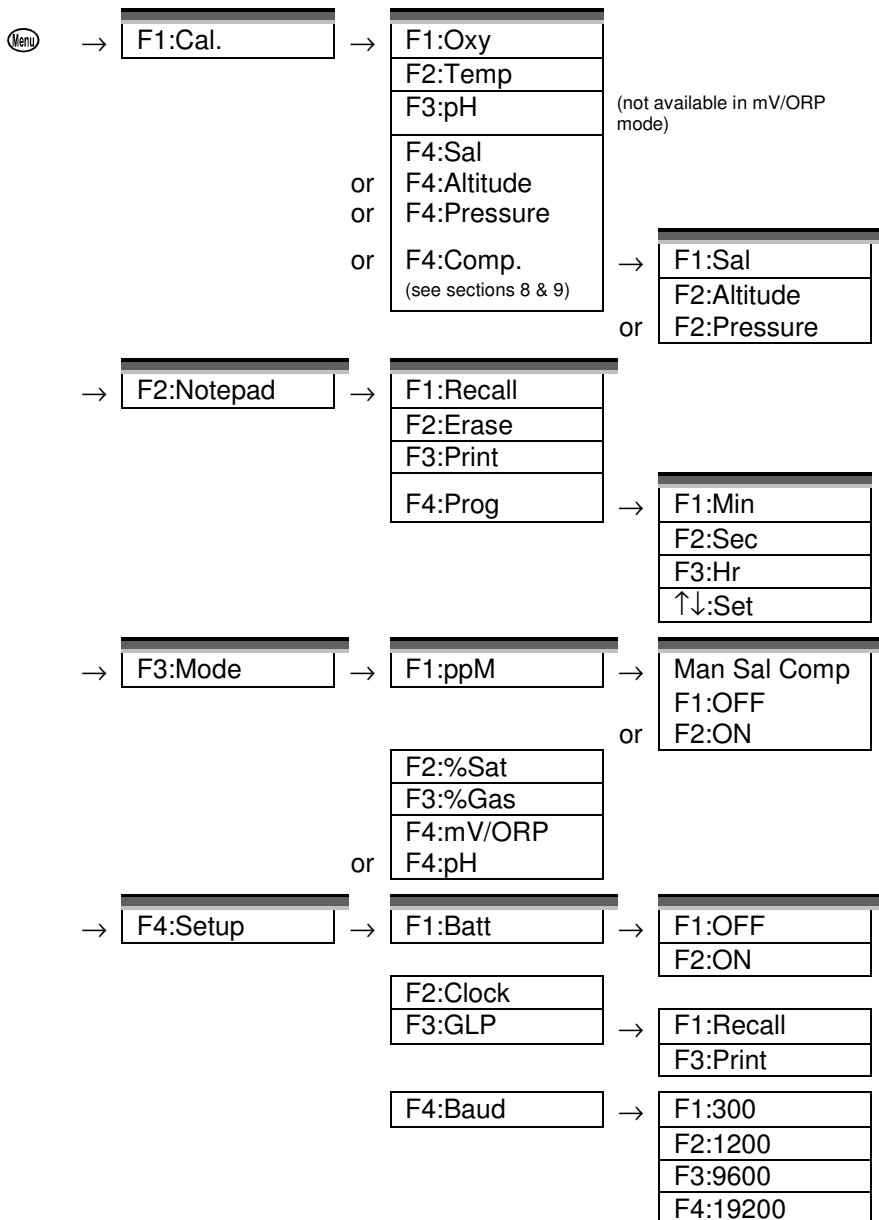 Menu → F1:Cal. → F1:Oxy
F2:Temp
F3:pH (not available in mV/ORP
mode)
F4:Sal
or F4:Altitude
or F4:Pressure
or F4:Comp. → F1:Sal
(see sections 8 & 9)
F2:Altitude
or F2:Pressure
→ F2:Notepad → F1:Recall
F2:Erase
F3:Print
F4:Prog → F1:Min
F2:Sec
F3:Hr
↑↓:Set
→ F3:Mode → F1:ppM → Man Sal Comp
F1:OFF
or F2:ON
F2:%Sat
F3:%Gas
F4:mV/ORP
or F4:pH
→ F4:Setup → F1:Batt → F1:OFF
F2:ON
F2:Clock
F3:GLP → F1:Recall
F3:Print
F4:Baud → F1:300
F2:1200
F3:9600
F4:19200